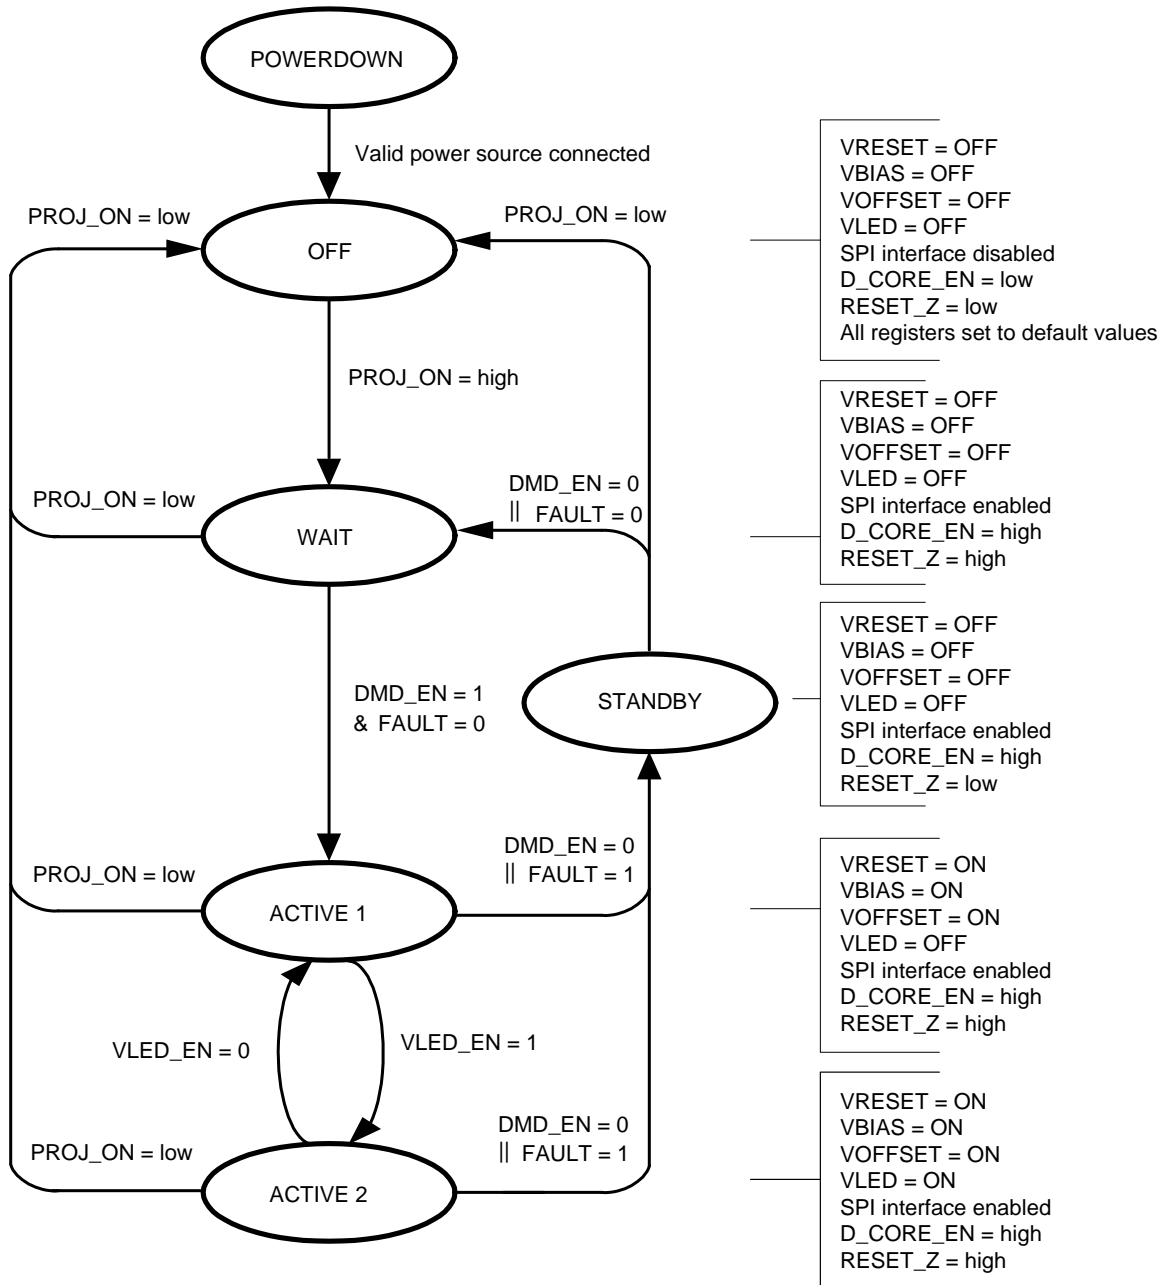 POWERDOWN
Valid power source connected
PROJ_ON = low
PROJ_ON = low
OFF
VRESET = OFF
VBIAS = OFF
VOFFSET = OFF
VLED = OFF
SPI interface disabled
D_CORE_EN = low
RESET_Z = low
All registers set to default values
PROJ_ON = high
PROJ_ON = low
WAIT
DMD_EN = 0
|| FAULT = 0
VRESET = OFF
VBIAS = OFF
VOFFSET = OFF
VLED = OFF
SPI interface enabled
D_CORE_EN = high
RESET_Z = high
DMD_EN = 1
& FAULT = 0
STANDBY
VRESET = OFF
VBIAS = OFF
VOFFSET = OFF
VLED = OFF
SPI interface enabled
D_CORE_EN = high
RESET_Z = low
PROJ_ON = low
ACTIVE 1
DMD_EN = 0
|| FAULT = 1
VRESET = ON
VBIAS = ON
VOFFSET = ON
VLED = OFF
SPI interface enabled
D_CORE_EN = high
RESET_Z = high
VLED_EN = 0
VLED_EN = 1
PROJ_ON = low
ACTIVE 2
DMD_EN = 0
|| FAULT = 1
VRESET = ON
VBIAS = ON
VOFFSET = ON
VLED = ON
SPI interface enabled
D_CORE_EN = high
RESET_Z = high